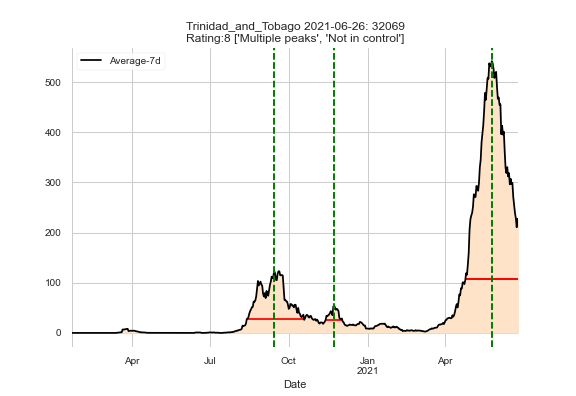 Trinidad_and_Tobago 2021-06-26: 32069
Rating:8 ['Multiple peaks', 'Not in control']
Average-7d
500
400
300
200
100
0
Apr
Jul
Oct
Jan
2021
Apr
Date